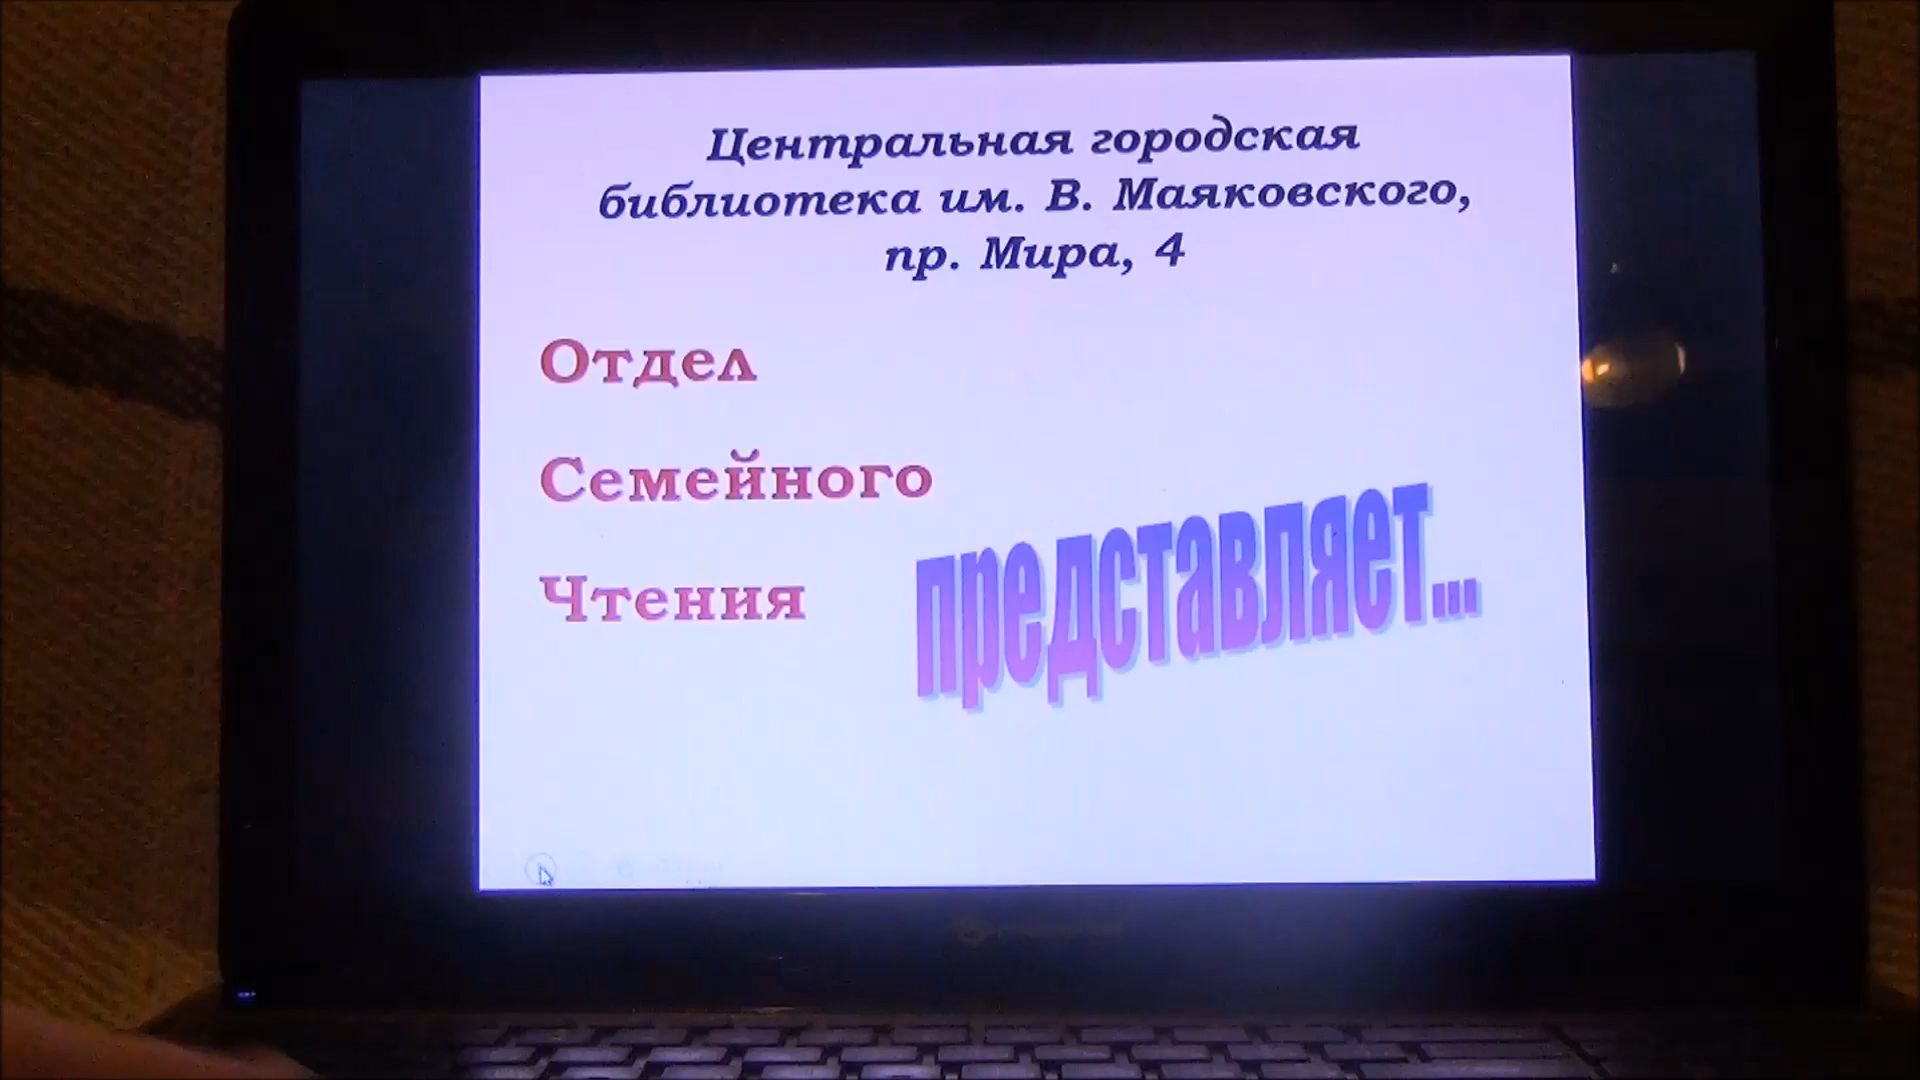 Центральная городская
библиотека им. В. Маяковского,
пр. Мира, 4
Отдел
Семейного
Чтения
представляет...